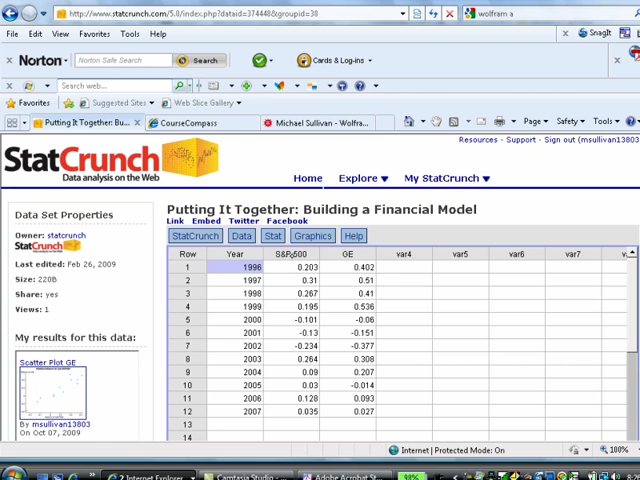 http://www.statcrunch.com/5.0/index.php?dataid=374448&groupid=38
wolfram a
File Edit View Favorites Tools Help
SnagIt
Norton Norton Safe Search Search Cards & Log-ins
Search web...
Favorites Suggested Sites Web Slice Gallery
Putting It Together: Bu... CourseCompass Michael Sullivan - Wolfra... Page Safety Tools
Resources - Support - Sign out (msullivan13803
StatCrunch
Data analysis on the Web
Home Explore My StatCrunch
Data Set Properties
Owner: statcrunch
StatCrunch
Last edited: Feb 26, 2009
Size: 220B
Share: yes
Views: 1
My results for this data:
Scatter Plot GE
By msullivan13803
On Oct 07, 2009
Putting It Together: Building a Financial Model
Link Embed Twitter Facebook
StatCrunch Data Stat Graphics Help
Row Year S&P500 GE var4 var5 var6 var7
1 1996 0.203 0.402
2 1997 0.31 0.51
3 1998 0.267 0.41
4 1999 0.195 0.536
5 2000 -0.101 -0.06
6 2001 -0.13 -0.151
7 2002 -0.234 -0.377
8 2003 0.264 0.308
9 2004 0.09 0.207
10 2005 0.03 -0.014
11 2006 0.128 0.093
12 2007 0.035 0.027
13
14
Internet | Protected Mode: On 100%
2 Internet Explorer Camtasia Studio - Adobe Acrobat St... 98%